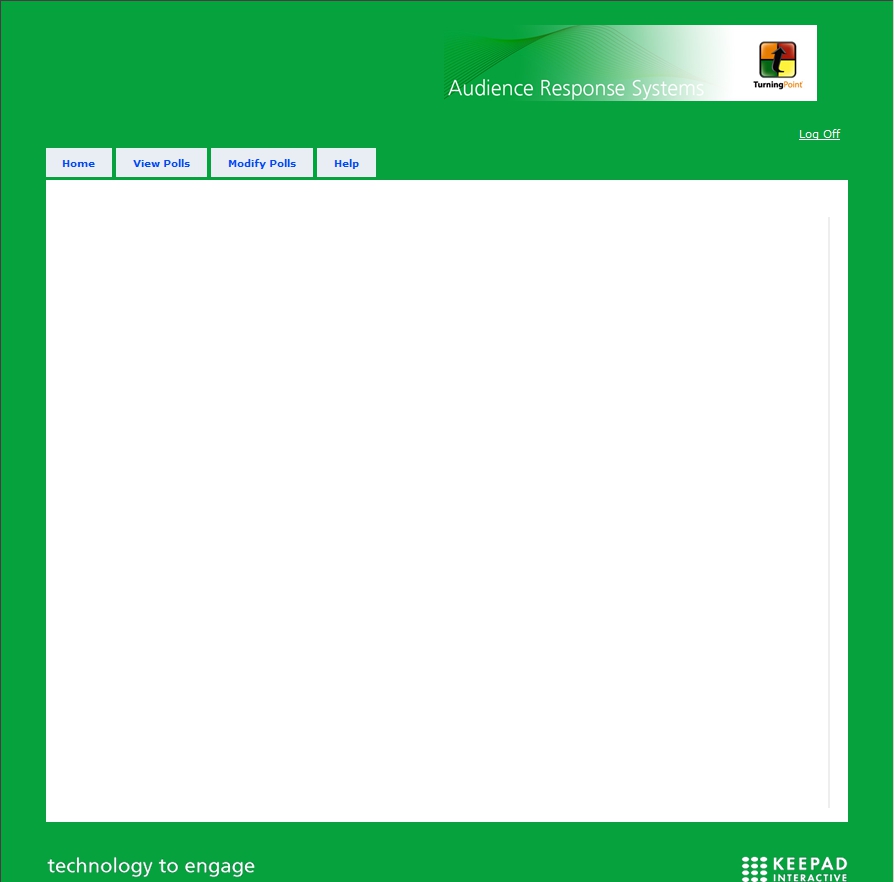 Audience Response Systems
TurningPoint
Log Off
Home
View Polls
Modify Polls
Help
technology to engage
KEEPAD
INTERACTIVE